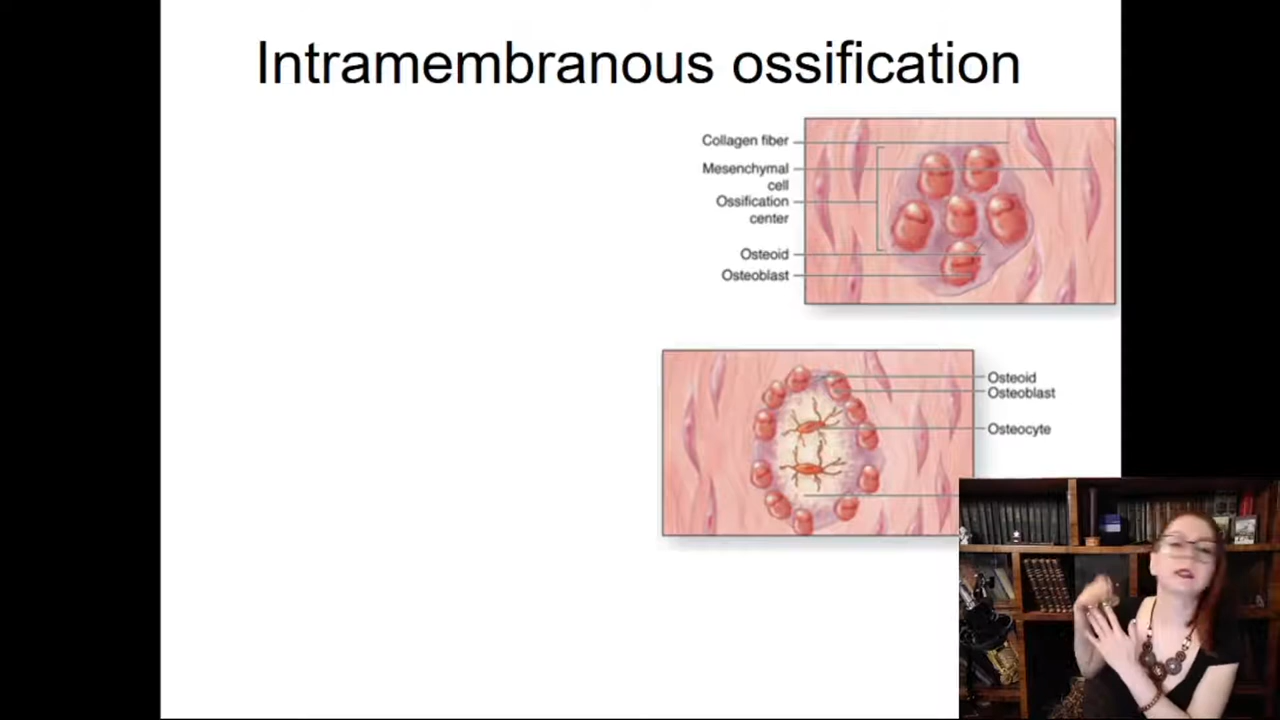 Intramembranous ossification
Collagen fiber
Mesenchymal
cell
Ossification
center
Osteoid
Osteoblast
Osteoid
Osteoblast
Osteocyte